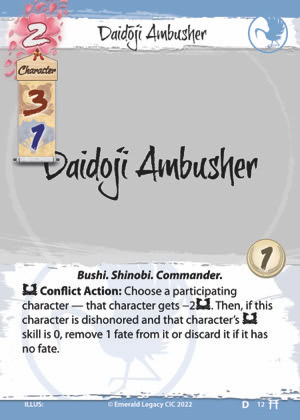 Daidoji Ambusher
2
Character
3
1
Daidoji Ambusher
1
Bushi. Shinobi. Commander.
Conflict Action: Choose a participating
character — that character gets –2. Then, if this
character is dishonored and that character's
skill is 0, remove 1 fate from it or discard it if it has
no fate.
ILLUS: © Emerald Legacy CIC 2022 D 12